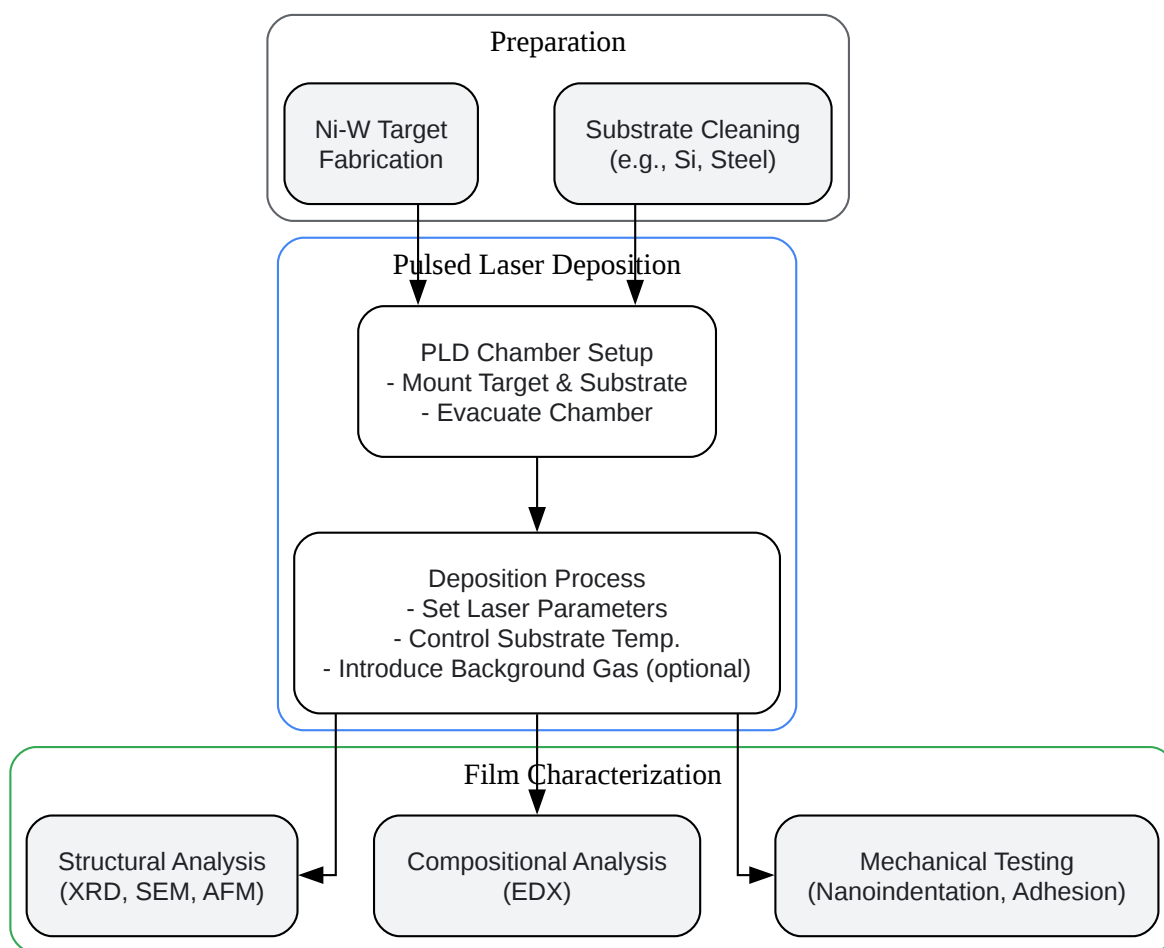 Preparation
Ni-W Target
Fabrication
Substrate Cleaning
(e.g., Si, Steel)
Pulsed Laser Deposition
PLD Chamber Setup
- Mount Target & Substrate
- Evacuate Chamber
Deposition Process
- Set Laser Parameters
- Control Substrate Temp.
- Introduce Background Gas (optional)
Film Characterization
Structural Analysis
(XRD, SEM, AFM)
Compositional Analysis
(EDX)
Mechanical Testing
(Nanoindentation, Adhesion)